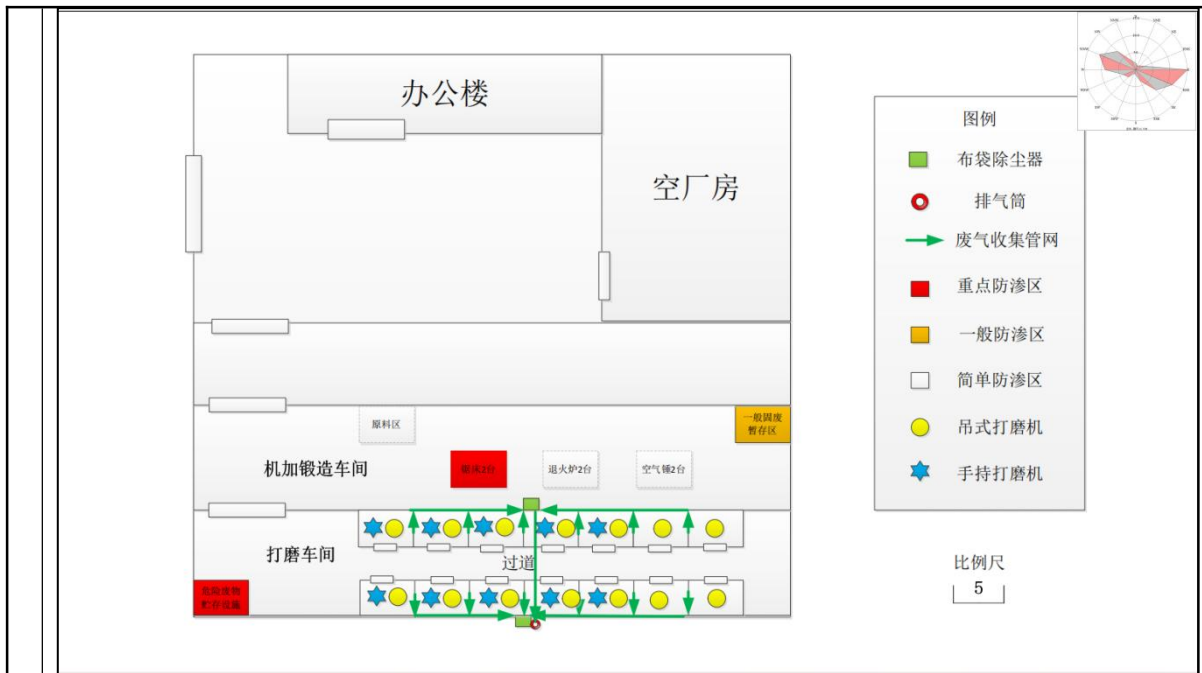 办公楼
空厂房
图例
布袋除尘器
排气筒
废气收集管网
重点防渗区
一般防渗区
简单防渗区
吊式打磨机
手持打磨机
原料区
一般固废
暂存区
机加锻造车间
锯床2台
退火炉2台
空气锤2台
打磨车间
过道
危险废物
贮存设施
比例尺
5